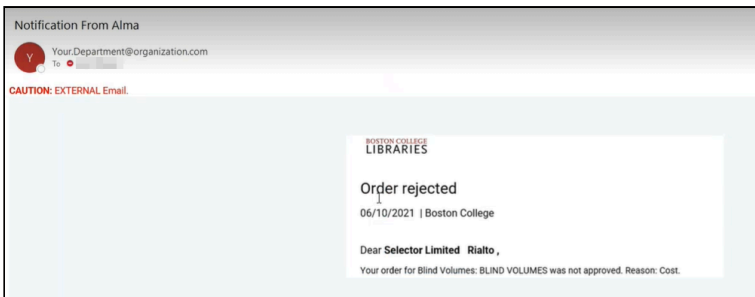 Notification From Alma
Y
Your.Department@organization.com
To
CAUTION: EXTERNAL Email.
BOSTON COLLEGE
LIBRARIES
Order rejected
06/10/2021 | Boston College
Dear Selector Limited Rialto ,
Your order for Blind Volumes: BLIND VOLUMES was not approved. Reason: Cost.